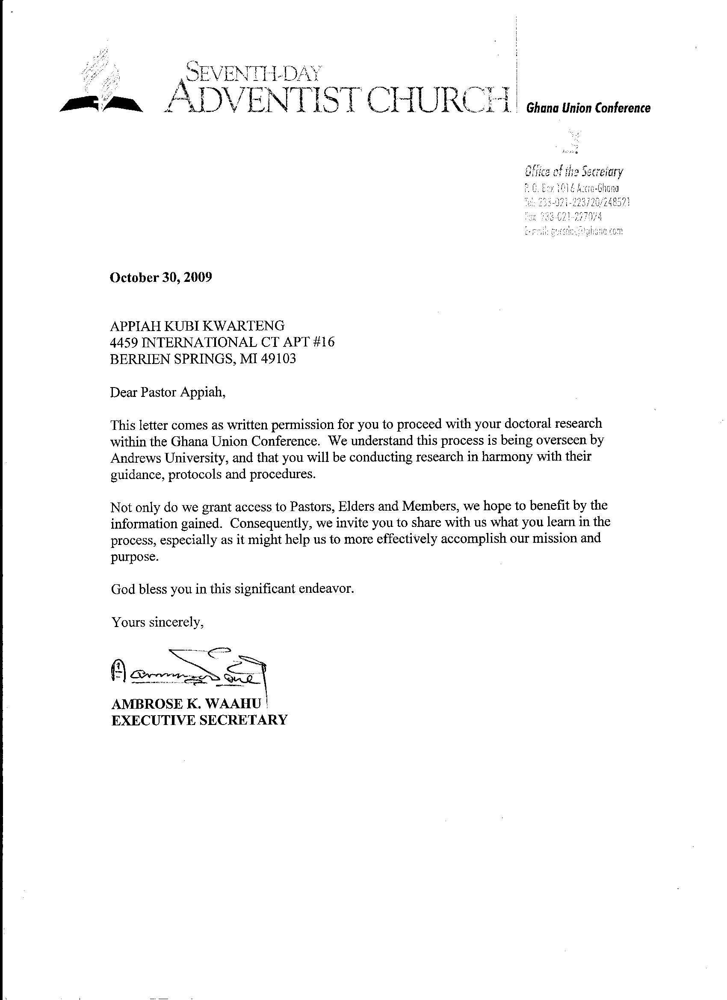 SEVENTH-DAY
ADVENTIST CHURCH
Ghana Union Conference
Office of the Secretary
P. O. Box 1016 Accra-Ghana
Tel: 233-021-223720/248521
Fax 233-021-227024
E-mail:
October 30, 2009
APPIAH KUBI KWARTENG
4459 INTERNATIONAL CT APT #16
BERRIEN SPRINGS, MI 49103
Dear Pastor Appiah,
This letter comes as written permission for you to proceed with your doctoral research
within the Ghana Union Conference. We understand this process is being overseen by
Andrews University, and that you will be conducting research in harmony with their
guidance, protocols and procedures.
Not only do we grant access to Pastors, Elders and Members, we hope to benefit by the
information gained. Consequently, we invite you to share with us what you learn in the
process, especially as it might help us to more effectively accomplish our mission and
purpose.
God bless you in this significant endeavor.
Yours sincerely,
AMBROSE K. WAAHU
EXECUTIVE SECRETARY